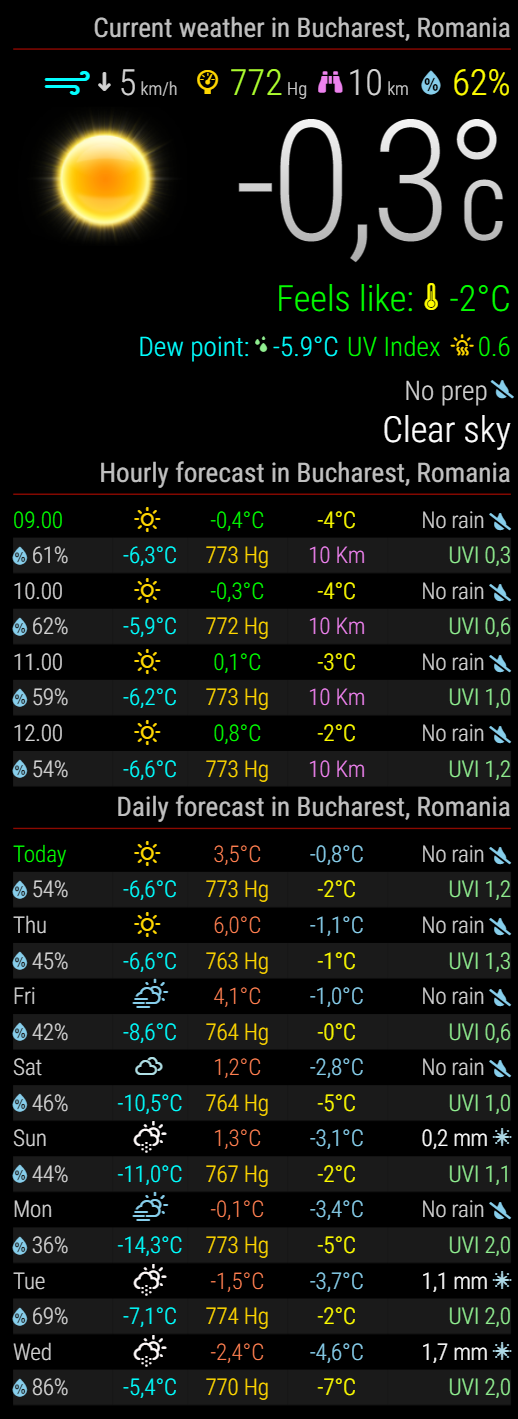 Current weather in Bucharest, Romania
5 km/h 772 Hg 10 km % 62%
-0,3°C
Feels like: -2°C
Dew point: -5.9°C UV Index 0.6
No prep
Clear sky
Hourly forecast in Bucharest, Romania
09.00 -0,4°C -4°C No rain
% 61% -6,3°C 773 Hg 10 Km UVI 0,3
10.00 -0,3°C -4°C No rain
% 62% -5,9°C 772 Hg 10 Km UVI 0,6
11.00 0,1°C -3°C No rain
% 59% -6,2°C 773 Hg 10 Km UVI 1,0
12.00 0,8°C -2°C No rain
% 54% -6,6°C 773 Hg 10 Km UVI 1,2
Daily forecast in Bucharest, Romania
Today 3,5°C -0,8°C No rain
% 54% -6,6°C 773 Hg -2°C UVI 1,2
Thu 6,0°C -1,1°C No rain
% 45% -6,6°C 763 Hg -1°C UVI 1,3
Fri 4,1°C -1,0°C No rain
% 42% -8,6°C 764 Hg -0°C UVI 0,6
Sat 1,2°C -2,8°C No rain
% 46% -10,5°C 764 Hg -5°C UVI 1,0
Sun 1,3°C -3,1°C 0,2 mm
% 44% -11,0°C 767 Hg -2°C UVI 1,1
Mon -0,1°C -3,4°C No rain
% 36% -14,3°C 773 Hg -5°C UVI 2,0
Tue -1,5°C -3,7°C 1,1 mm
% 69% -7,1°C 774 Hg -2°C UVI 2,0
Wed -2,4°C -4,6°C 1,7 mm
% 86% -5,4°C 770 Hg -7°C UVI 2,0